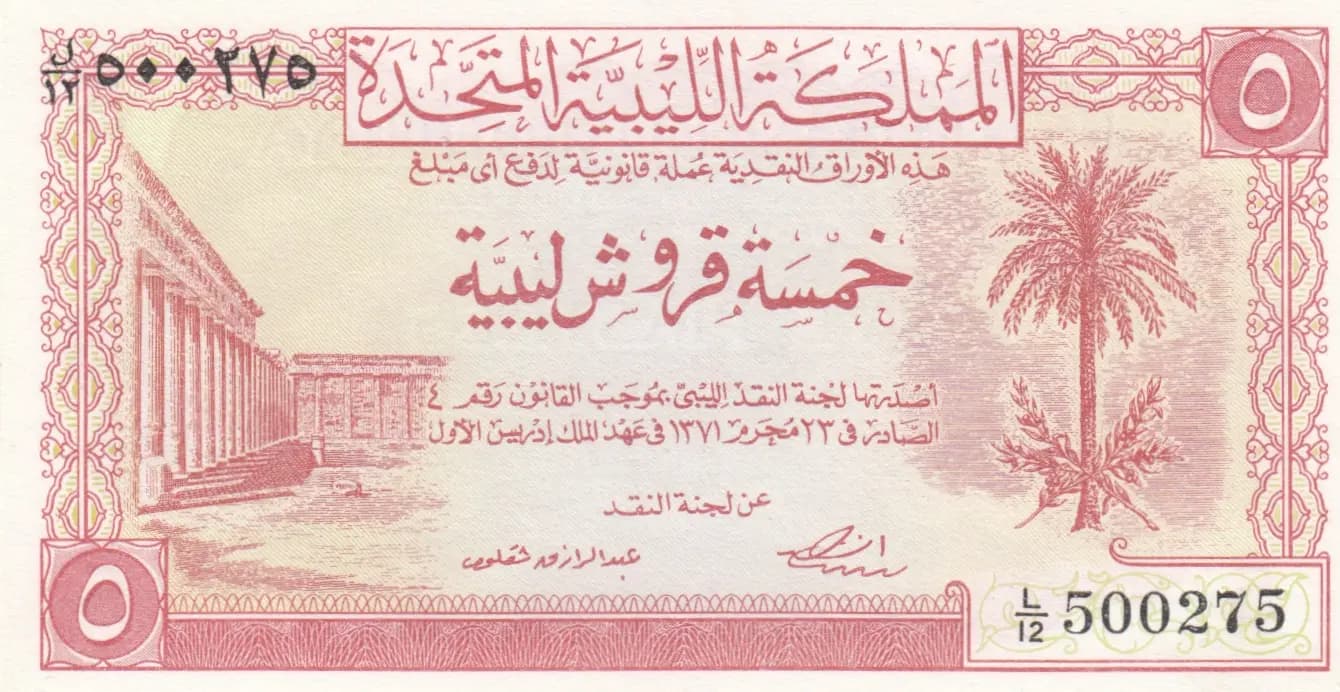 المملكة الليبية المتحدة
ل/١٢ ٥٠٠٢٧٥
٥
هذه الأوراق النقدية عملة قانونية لدفع أى مبلغ
خمسة قروش ليبية
أصدرتها لجنة النقد الليبى بموجب القانون رقم ٤
الصادر فى ٢٣ محرم ١٣٧١ فى عهد الملك إدريس الأول
عن لجنة النقد
عبد الرازق شقلوف
٥
L/12 500275